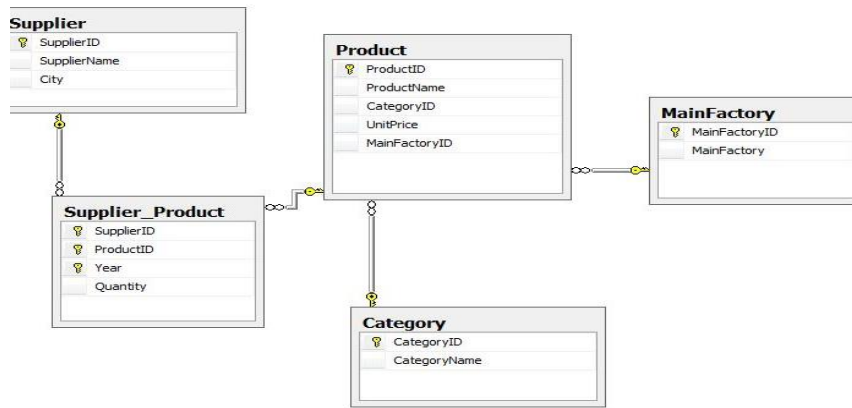 Supplier
SupplierID
SupplierName
City
Product
ProductID
ProductName
CategoryID
UnitPrice
MainFactoryID
MainFactory
MainFactoryID
MainFactory
Supplier_Product
SupplierID
ProductID
Year
Quantity
Category
CategoryID
CategoryName